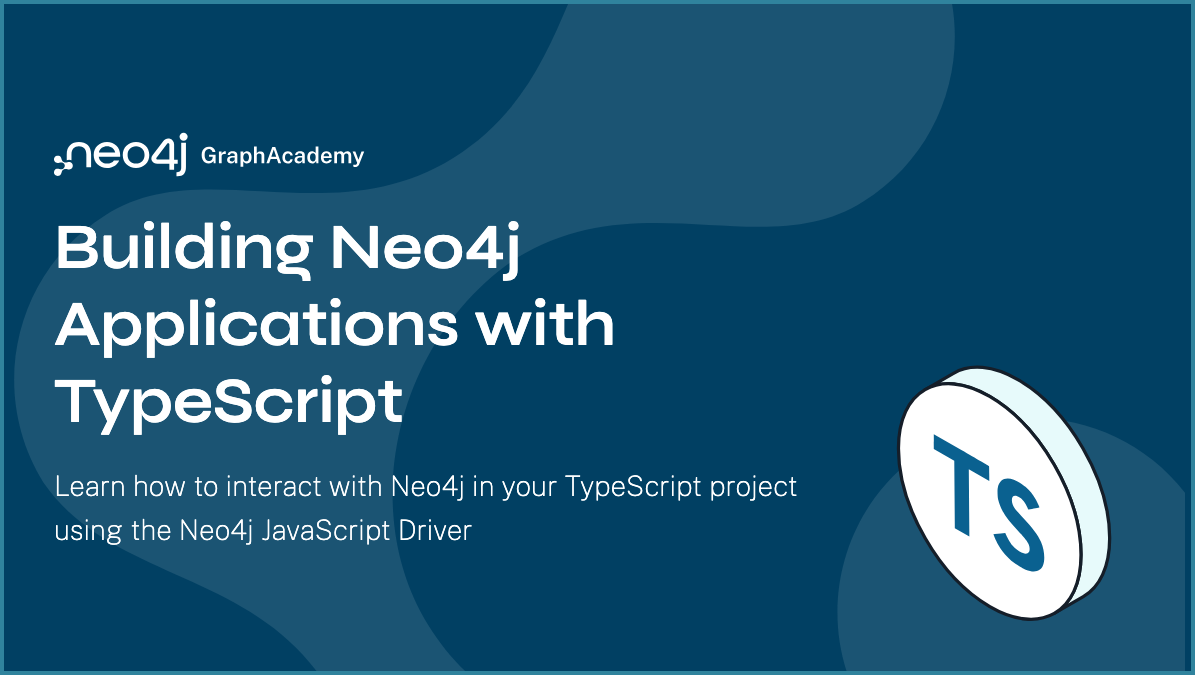 neo4j GraphAcademy
Building Neo4j
Applications with
TypeScript
Learn how to interact with Neo4j in your TypeScript project
using the Neo4j JavaScript Driver
TS